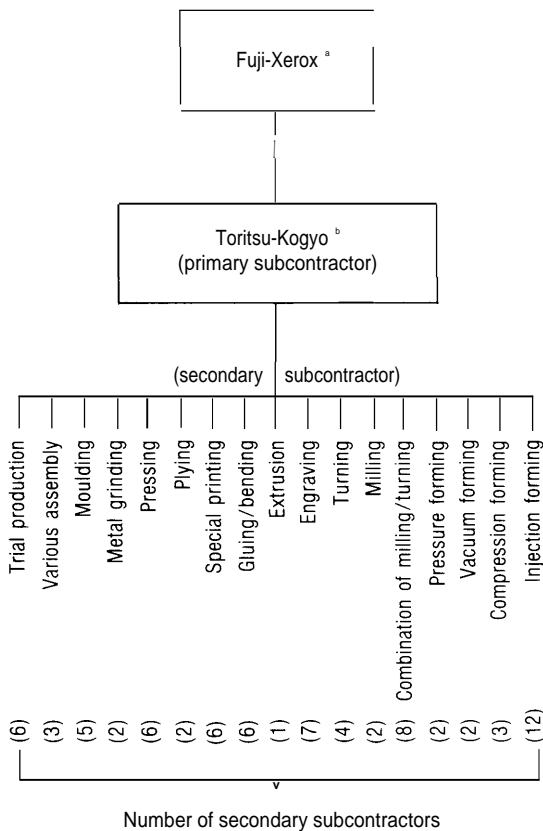 Fuji-Xerox a
Toritsu-Kogyo b
(primary subcontractor)
(secondary subcontractor)
Trial production
Various assembly
Moulding
Metal grinding
Pressing
Plying
Special printing
Gluing/bending
Extrusion
Engraving
Turning
Milling
Combination of milling/turning
Pressure forming
Vacuum forming
Compression forming
Injection forming
(6)
(3)
(5)
(2)
(6)
(2)
(6)
(6)
(1)
(7)
(4)
(2)
(8)
(2)
(2)
(3)
(12)
Number of secondary subcontractors